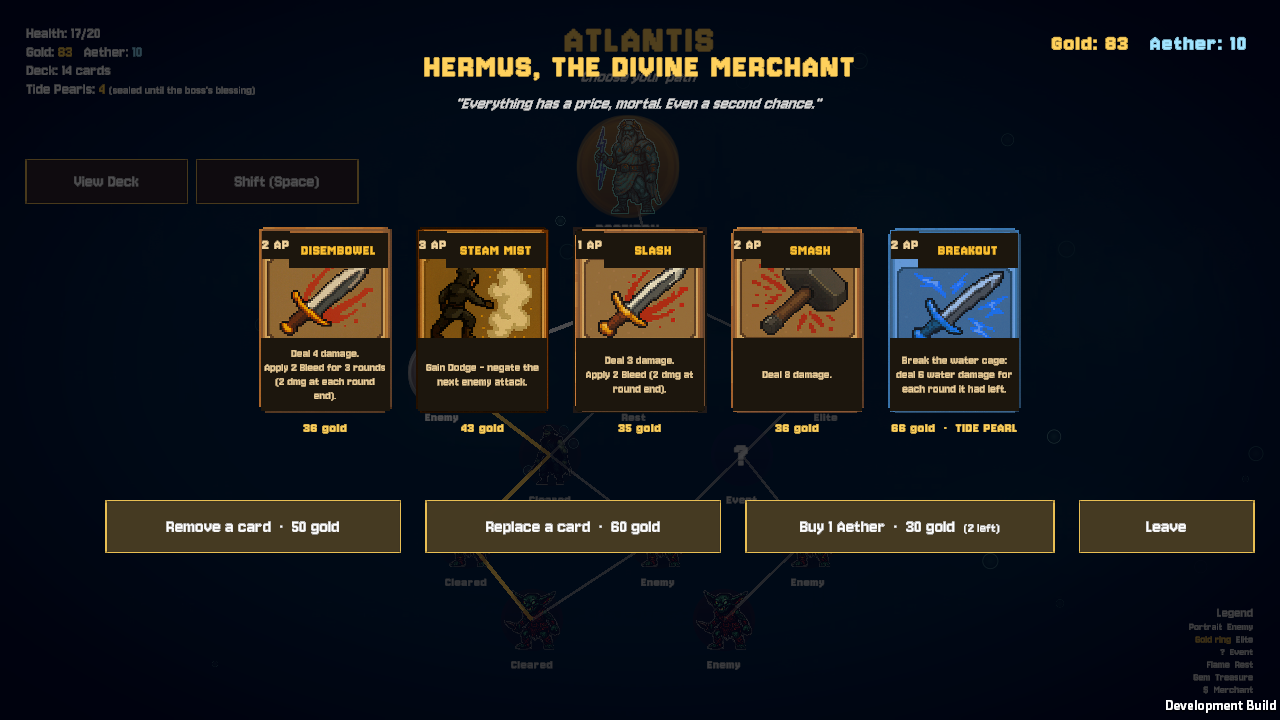 Health: 17/20
Gold: 83 Aether: 10
Deck: 14 cards
Tide Pearls: 4 (sealed until the boss's blessing)
ATLANTIS
choose your path
HERMUS, THE DIVINE MERCHANT
"Everything has a price, mortal. Even a second chance."
Gold: 83 Aether: 10
View Deck
Shift (Space)
2 AP
DISEMBOWEL
Deal 4 damage.
Apply 2 Bleed for 3 rounds
(2 dmg at each round
end).
36 gold
3 AP
STEAM MIST
Gain Dodge - negate the
next enemy attack.
43 gold
1 AP
SLASH
Deal 3 damage.
Apply 2 Bleed (2 dmg at
round end).
35 gold
2 AP
SMASH
Deal 8 damage.
36 gold
2 AP
BREAKOUT
Break the water cage:
deal 6 water damage for
each round it had left.
66 gold · TIDE PEARL
Enemy
Rest
Elite
Cleared
?
Event
Remove a card · 50 gold
Replace a card · 60 gold
Buy 1 Aether · 30 gold (2 left)
Leave
Cleared
Enemy
Enemy
Cleared
Enemy
Legend
Portrait Enemy
Gold ring Elite
? Event
Flame Rest
Gem Treasure
$ Merchant
Development Build